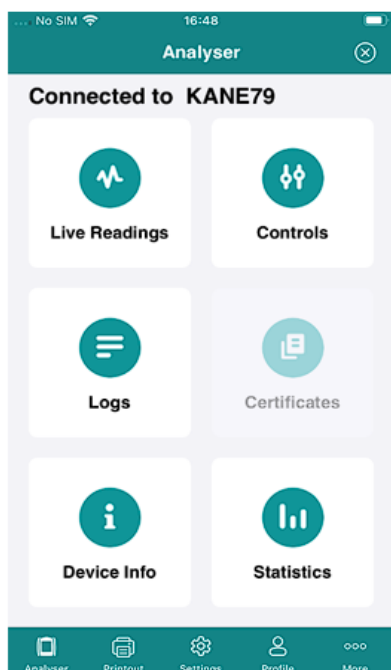 .... No SIM 16:48
Analyser
Connected to KANE79
Live Readings Controls
Logs Certificates
Device Info Statistics
Analyser Printout Settings Profile More